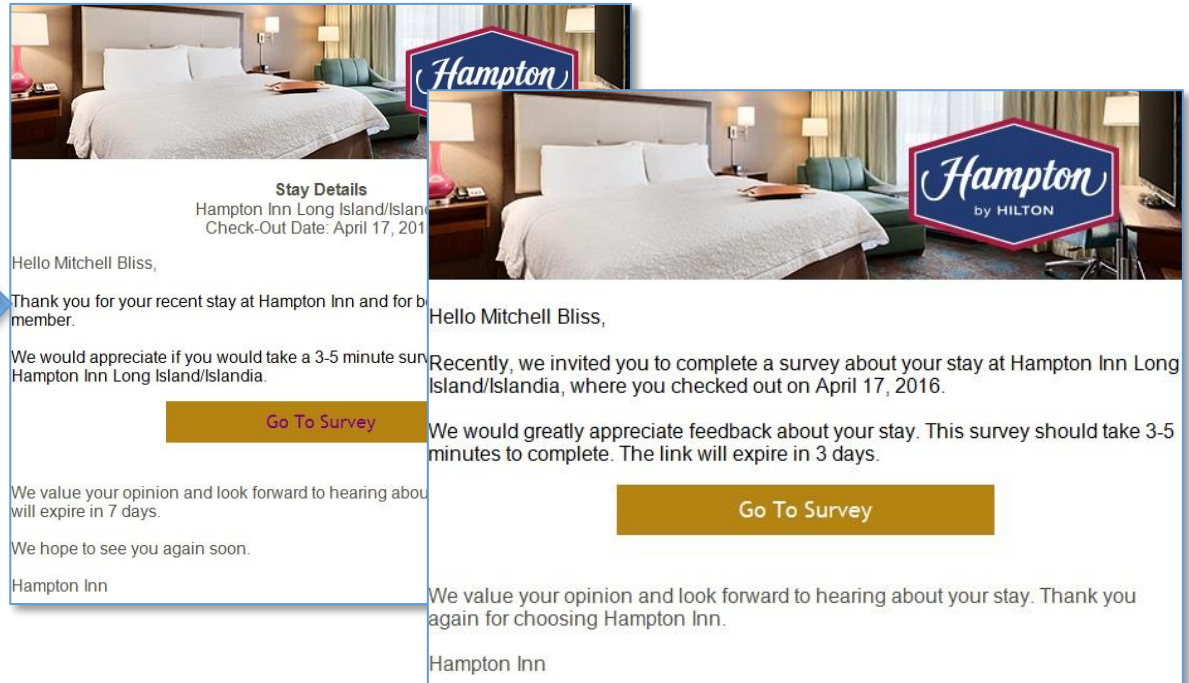 Hampton
Stay Details
Hampton Inn Long Island/Islan
Check-Out Date: April 17, 201
Hello Mitchell Bliss,
Thank you for your recent stay at Hampton Inn and for b
member.
We would appreciate if you would take a 3-5 minute surv
Hampton Inn Long Island/Islandia.
Go To Survey
We value your opinion and look forward to hearing abou
will expire in 7 days.
We hope to see you again soon.
Hampton Inn
Hampton
by HILTON
Hello Mitchell Bliss,
Recently, we invited you to complete a survey about your stay at Hampton Inn Long
Island/Islandia, where you checked out on April 17, 2016.
We would greatly appreciate feedback about your stay. This survey should take 3-5
minutes to complete. The link will expire in 3 days.
Go To Survey
We value your opinion and look forward to hearing about your stay. Thank you
again for choosing Hampton Inn.
Hampton Inn